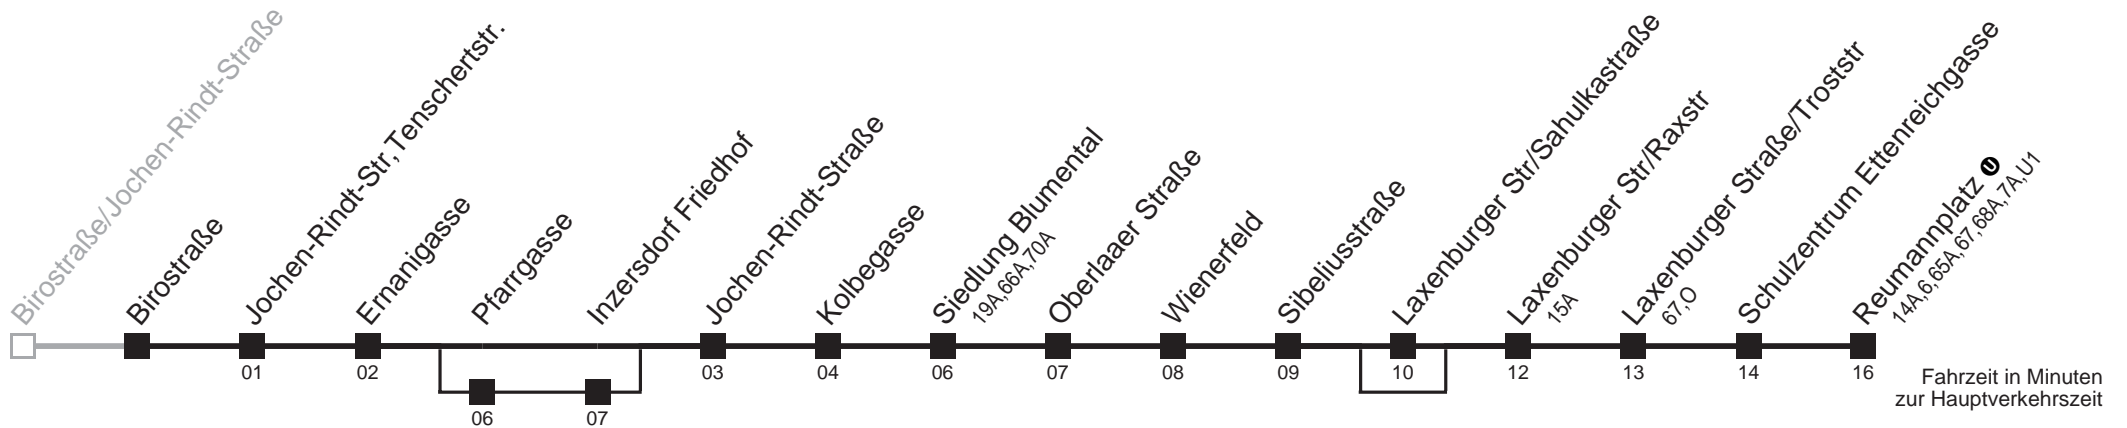 Birostraße/Jochen-Rindt-Straße
Birostraße
Jochen-Rindt-Str,Tenschertstr.
Ernanigasse
Pfarrgasse
Inzersdorf Friedhof
Jochen-Rindt-Straße
Kolbegasse
Siedlung Blumental
19A,66A,70A
Oberlaaer Straße
Wienerfeld
Sibeliusstraße
Laxenburger Str/Sahulkastraße
Laxenburger Str/Raxstr
15A
Laxenburger Straße/Troststr
67,O
Schulzentrum Ettenreichgasse
Reumannplatz U
14A,6,65A,67,68A,7A,U1
01
02
03
04
06
07
08
09
10
12
13
14
16
06
07
Fahrzeit in Minuten
zur Hauptverkehrszeit